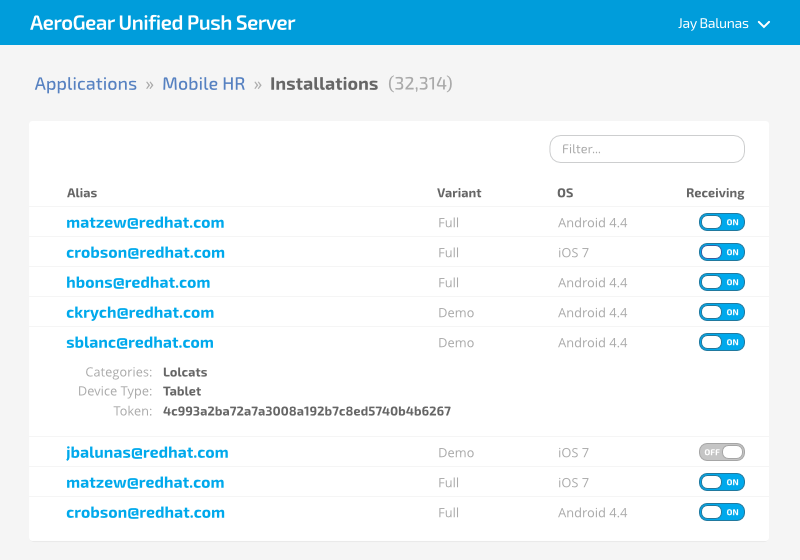 AeroGear Unified Push Server Jay Balunas
Applications » Mobile HR » Installations (32,314)
Filter...
Alias Variant OS Receiving
matzew@redhat.com Full Android 4.4 ON
crobson@redhat.com Full iOS 7 ON
hbons@redhat.com Full Android 4.4 ON
ckrych@redhat.com Demo Android 4.4 ON
sblanc@redhat.com Demo Android 4.4 ON
Categories: Lolcats
Device Type: Tablet
Token: 4c993a2ba72a7a3008a192b7c8ed5740b4b6267
jbalunas@redhat.com Demo iOS 7 OFF
matzew@redhat.com Full iOS 7 ON
crobson@redhat.com Full Android 4.4 ON